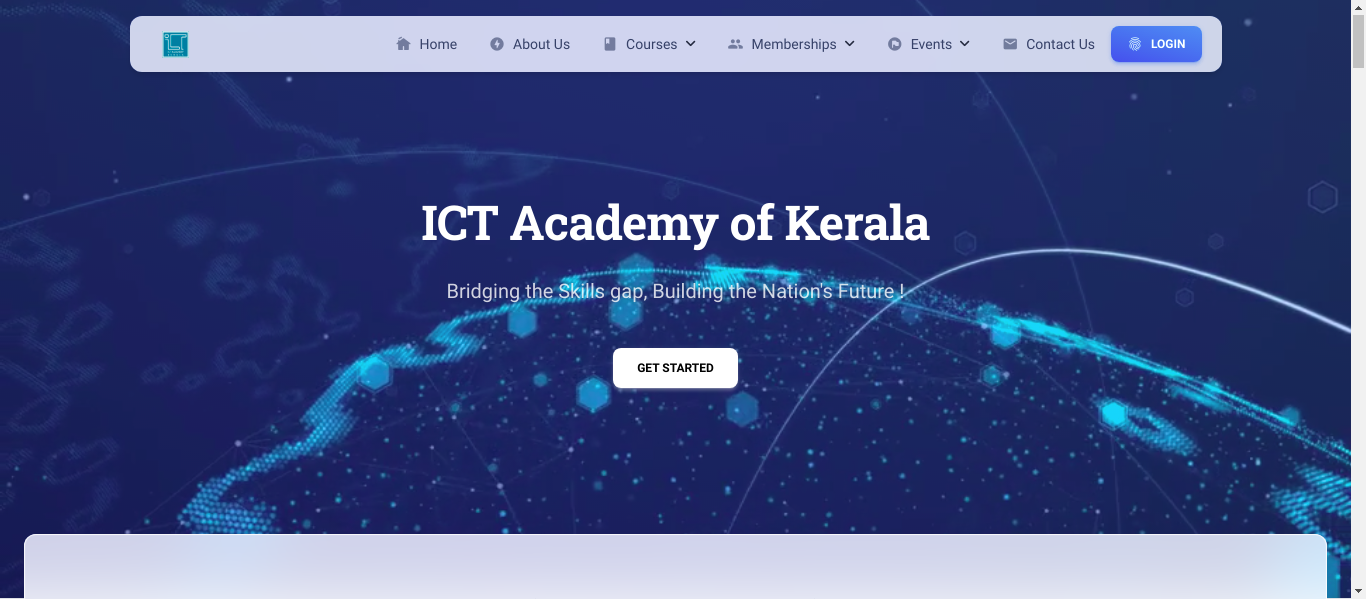 Home
About Us
Courses
Memberships
Events
Contact Us
LOGIN
ICT Academy of Kerala
Bridging the Skills gap, Building the Nation's Future !
GET STARTED